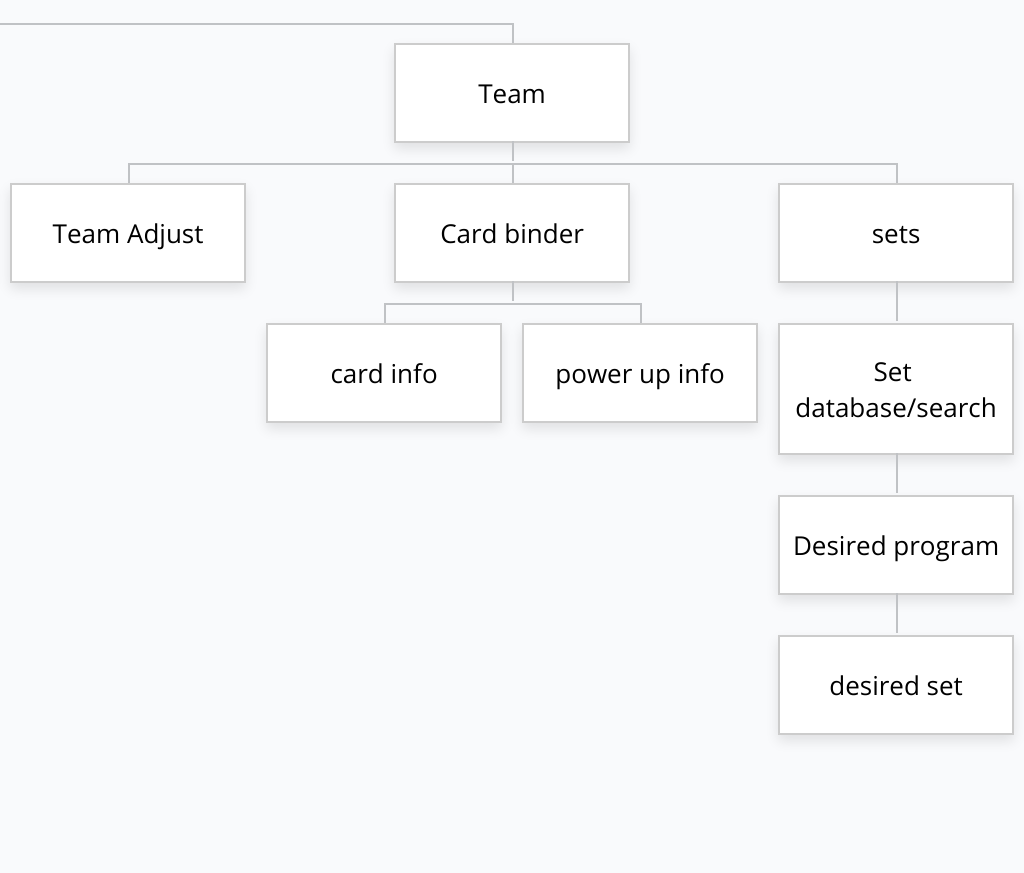 Team
Team Adjust
Card binder
sets
card info
power up info
Set
database/search
Desired program
desired set